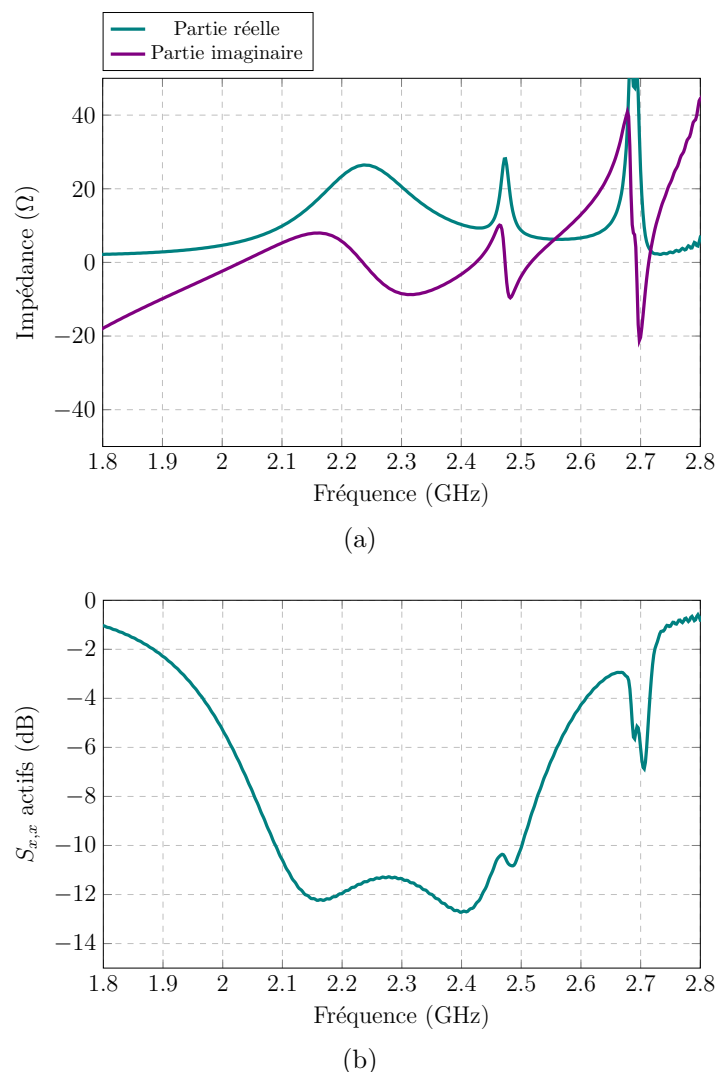 Partie réelle
Partie imaginaire
40
20
0
−20
−40
Impédance (Ω)
1.8 1.9 2 2.1 2.2 2.3 2.4 2.5 2.6 2.7 2.8
Fréquence (GHz)
(a)
0
−2
−4
−6
−8
−10
−12
−14
S_{x,x} actifs (dB)
1.8 1.9 2 2.1 2.2 2.3 2.4 2.5 2.6 2.7 2.8
Fréquence (GHz)
(b)